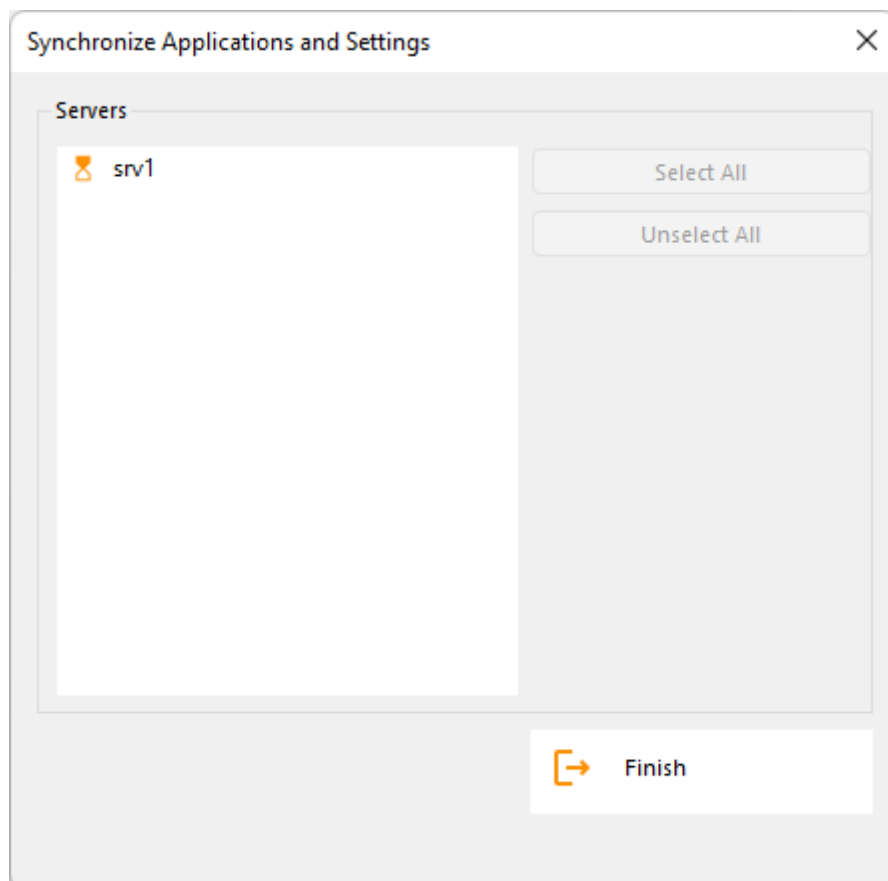 Synchronize Applications and Settings
Servers
srv1
Select All
Unselect All
Finish